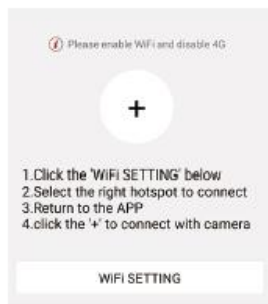 Please enable WiFi and disable 4G
+
1.Click the 'WiFi SETTING' below
2.Select the right hotspot to connect
3.Return to the APP
4.click the '+' to connect with camera
WiFi SETTING